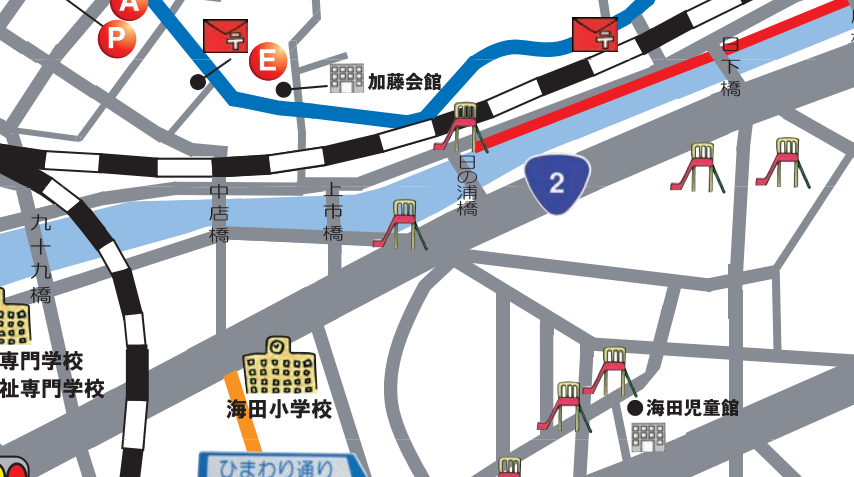 A
P
〒
E
〒
加藤会館
日下橋
日の浦橋
2
中店橋
上市橋
九十九橋
専門学校
祉専門学校
海田小学校
海田児童館
ひまわり通り